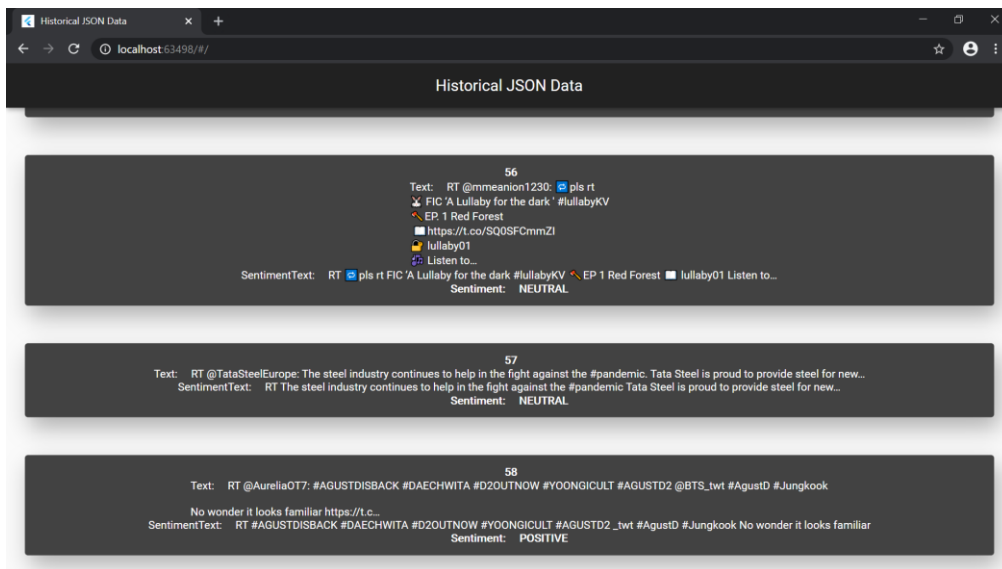 Historical JSON Data
localhost:63498/#/
Historical JSON Data
56
Text: RT @mmeanion1230: 🔁 pls rt
🐰 FIC 'A Lullaby for the dark ' #lullabyKV
🪓 EP. 1 Red Forest
📖 https://t.co/SQ0SFCmmZI
🔐 lullaby01
Listen to…
SentimentText: RT 🔁 pls rt FIC 'A Lullaby for the dark #lullabyKV 🪓 EP 1 Red Forest 📖 lullaby01 Listen to…
Sentiment: NEUTRAL
57
Text: RT @TataSteelEurope: The steel industry continues to help in the fight against the #pandemic. Tata Steel is proud to provide steel for new…
SentimentText: RT The steel industry continues to help in the fight against the #pandemic Tata Steel is proud to provide steel for new…
Sentiment: NEUTRAL
58
Text: RT @AureliaOT7: #AGUSTDISBACK #DAECHWITA #D2OUTNOW #YOONGICULT #AGUSTD2 @BTS_twt #AgustD #Jungkook
No wonder it looks familiar https://t.c…
SentimentText: RT #AGUSTDISBACK #DAECHWITA #D2OUTNOW #YOONGICULT #AGUSTD2 _twt #AgustD #Jungkook No wonder it looks familiar
Sentiment: POSITIVE